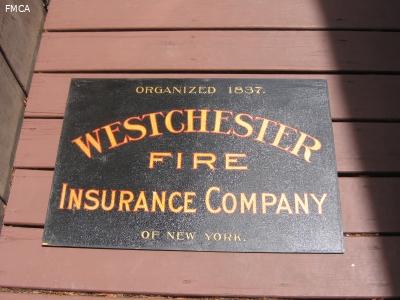 FMCA
ORGANIZED 1837.
WESTCHESTER
FIRE
INSURANCE COMPANY
OF NEW YORK.